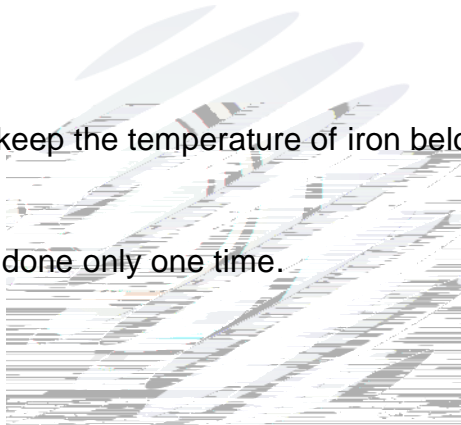 keep the temperature of iron belo
done only one time.